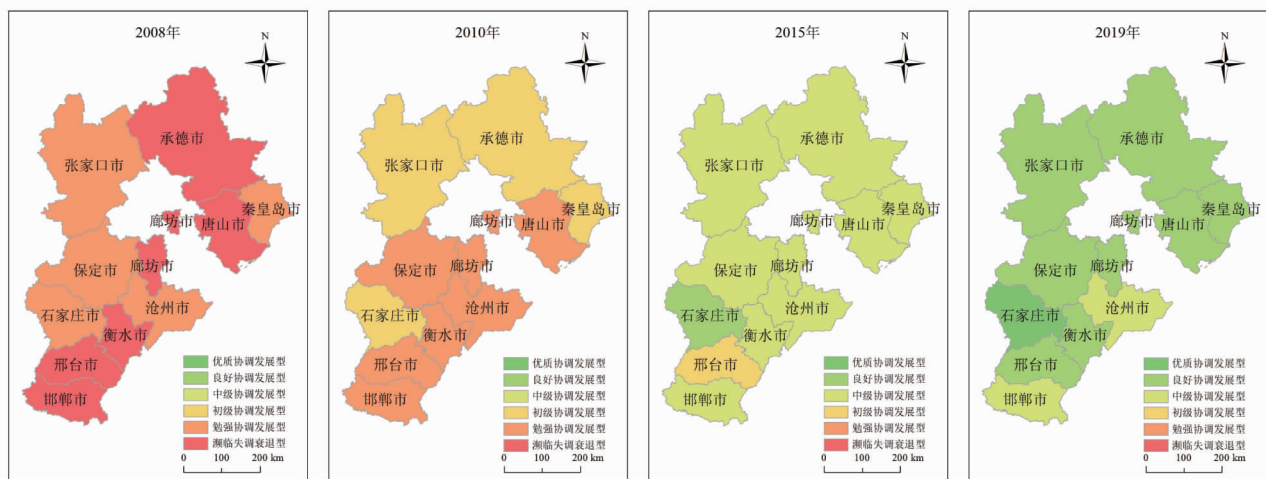 2008年
N
承德市
张家口市
秦皇岛市
廊坊市
唐山市
保定市
廊坊市
沧州市
石家庄市
衡水市
邢台市
邯郸市
优质协调发展型
良好协调发展型
中级协调发展型
初级协调发展型
勉强协调发展型
濒临失调衰退型
0 100 200 km
2010年
N
承德市
张家口市
秦皇岛市
廊坊市
唐山市
保定市
廊坊市
沧州市
石家庄市
衡水市
邢台市
邯郸市
优质协调发展型
良好协调发展型
中级协调发展型
初级协调发展型
勉强协调发展型
濒临失调衰退型
0 100 200 km
2015年
N
承德市
张家口市
秦皇岛市
廊坊市
唐山市
保定市
廊坊市
沧州市
石家庄市
衡水市
邢台市
邯郸市
优质协调发展型
良好协调发展型
中级协调发展型
初级协调发展型
勉强协调发展型
濒临失调衰退型
0 100 200 km
2019年
N
承德市
张家口市
秦皇岛市
廊坊市
唐山市
保定市
廊坊市
沧州市
石家庄市
衡水市
邢台市
邯郸市
优质协调发展型
良好协调发展型
中级协调发展型
初级协调发展型
勉强协调发展型
濒临失调衰退型
0 100 200 km